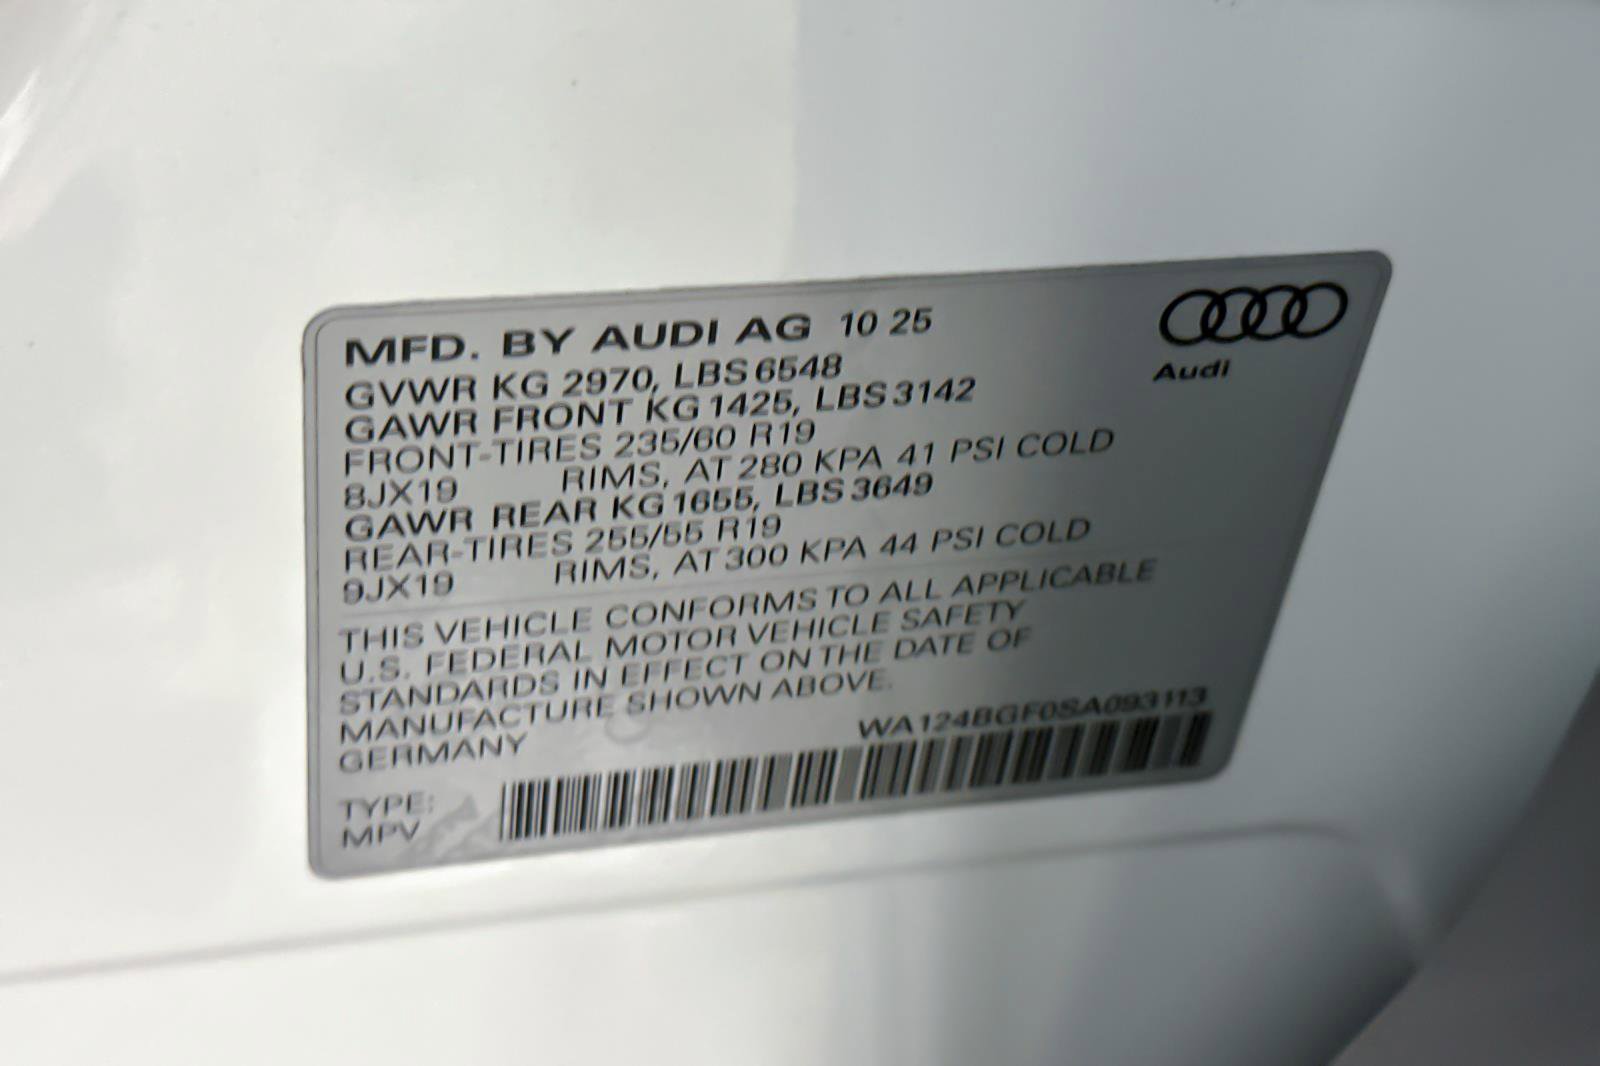 MFD. BY AUDI AG 10 25
GVWR KG 2970, LBS 6548
GAWR FRONT KG 1425, LBS 3142
FRONT-TIRES 235/60 R19
8JX19 RIMS, AT 280 KPA 41 PSI COLD
GAWR REAR KG 1655, LBS 3649
REAR-TIRES 255/55 R19
9JX19 RIMS, AT 300 KPA 44 PSI COLD
THIS VEHICLE CONFORMS TO ALL APPLICABLE
U.S. FEDERAL MOTOR VEHICLE SAFETY
STANDARDS IN EFFECT ON THE DATE OF
MANUFACTURE SHOWN ABOVE.
GERMANY
WA124BGF0SA093113
TYPE:
MPV
Audi